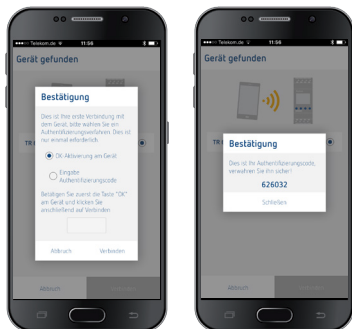 Telekom.de 11:56
Gerät gefunden
Bestätigung
Dies ist Ihre erste Verbindung mit
dem Gerät, bitte wählen Sie ein
Authentifizierungsverfahren. Dies ist
nur einmal erforderlich.
OK-Aktivierung am Gerät
Eingabe
Authentifizierungscode
Betätigen Sie zuerst die Taste "OK"
am Gerät und klicken Sie
anschließend auf Verbinden
Abbruch Verbinden
Abbruch
Telekom.de 11:56
Gerät gefunden
Bestätigung
Dies ist Ihr Authentifizierungscode,
verwahren Sie ihn sicher!
626032
Schließen
Abbruch